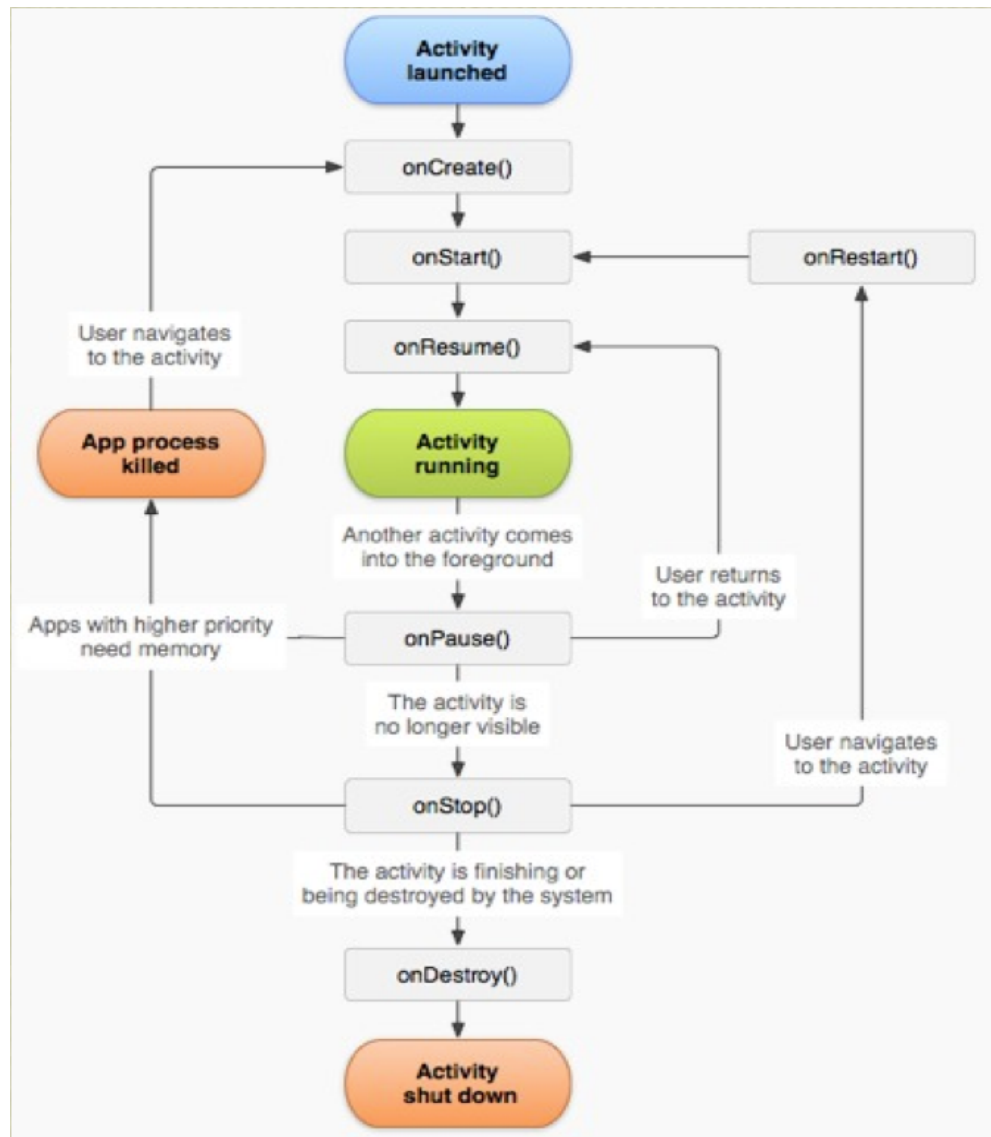 Activity
launched
onCreate()
onStart()
onRestart()
onResume()
User navigates
to the activity
App process
killed
Activity
running
Another activity comes
into the foreground
User returns
to the activity
Apps with higher priority
need memory
onPause()
The activity is
no longer visible
User navigates
to the activity
onStop()
The activity is finishing or
being destroyed by the system
onDestroy()
Activity
shut down